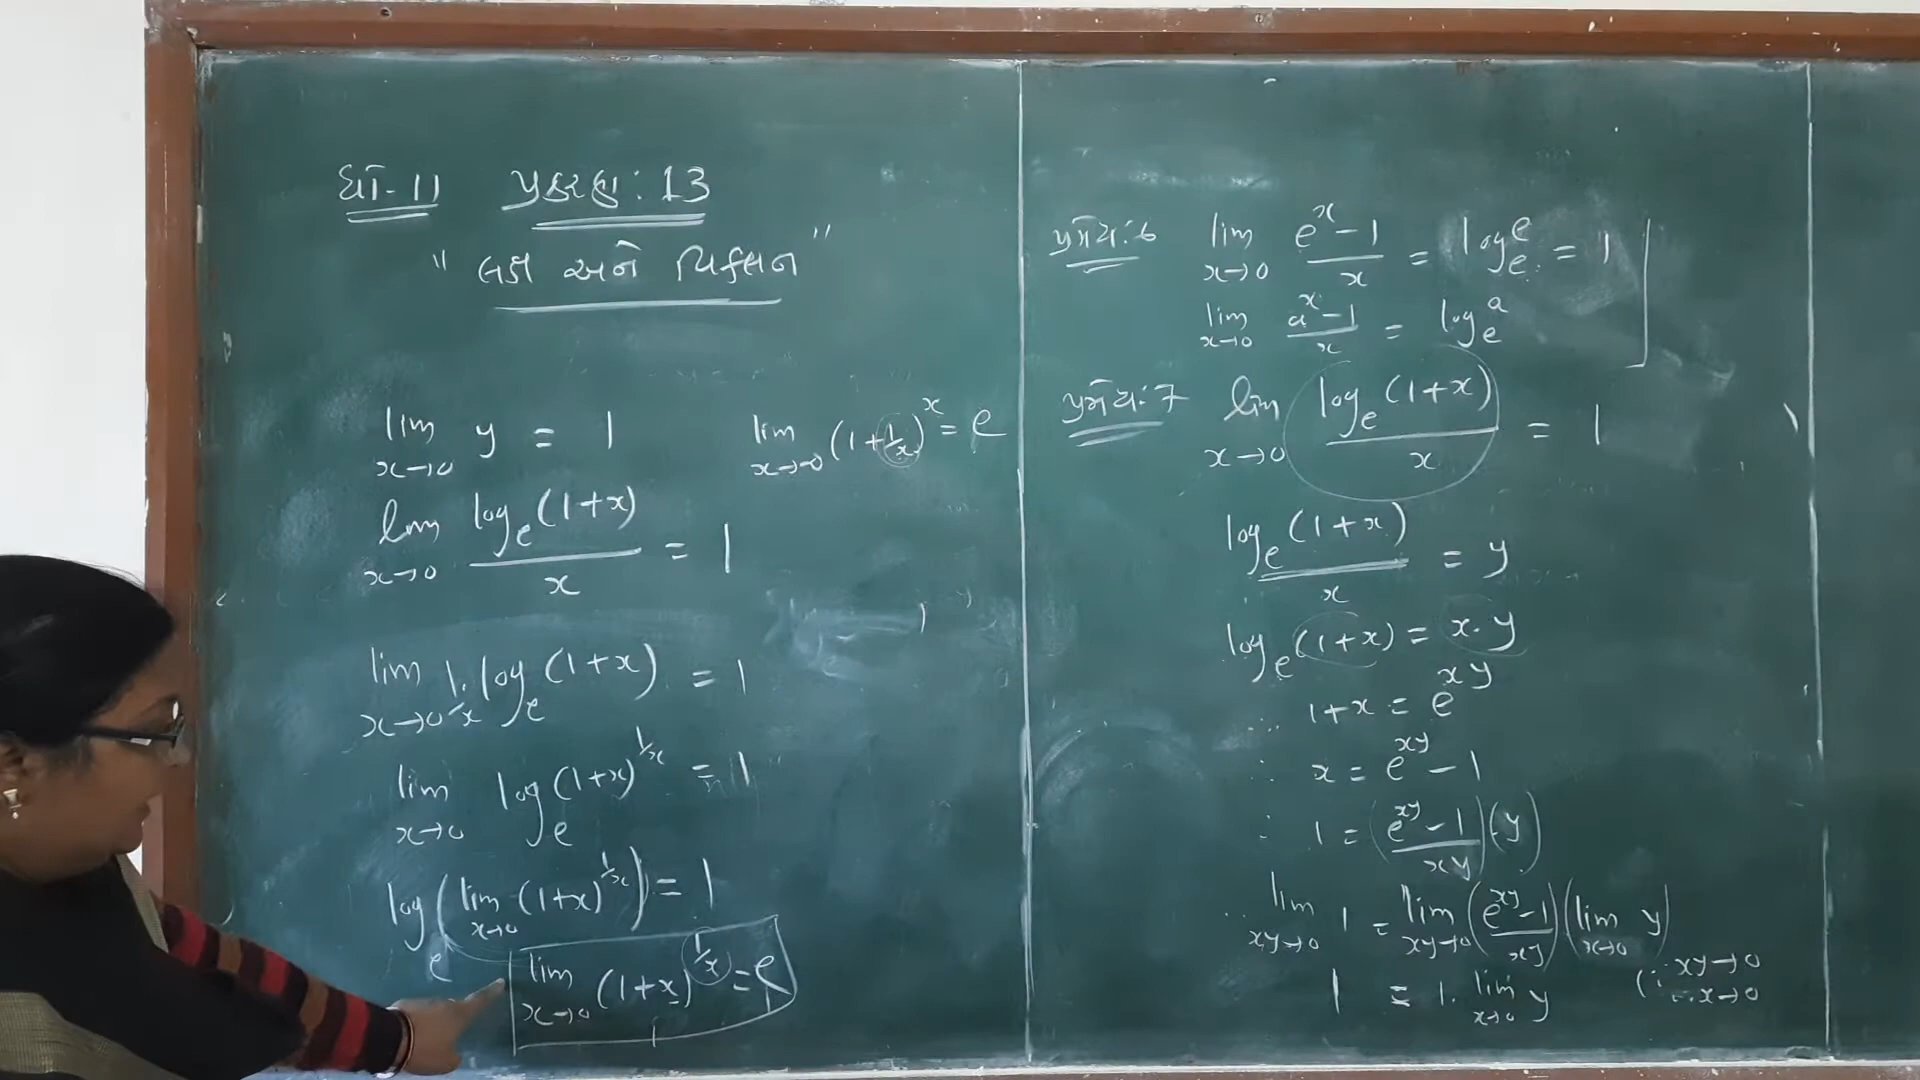 ધો-11 પ્રકરણ: 13
" લક્ષ અને વિકલન "
lim x→0 y = 1
lim x→0 (1+1/x)^x = e
lim x→0 log_e(1+x)/x = 1
lim x→0 1/x · log_e(1+x) = 1
lim x→0 log_e(1+x)^{1/x} = 1
log_e(lim x→0 (1+x)^{1/x}) = 1
lim x→0 (1+x)^{1/x} = e
પ્રમેય: 6 lim x→0 (e^x-1)/x = log_e e = 1
lim x→0 (a^x-1)/x = log_e a
પ્રમેય: 7 lim x→0 log_e(1+x)/x = 1
log_e(1+x)/x = y
log_e(1+x) = x·y
∴ 1+x = e^{xy}
∴ x = e^{xy} - 1
∴ 1 = ((e^{xy}-1)/xy)(y)
∴ lim xy→0 1 = lim xy→0 ((e^{xy}-1)/xy)(lim x→0 y)
1 = 1· lim x→0 y (∵ xy→0
∴ x→0